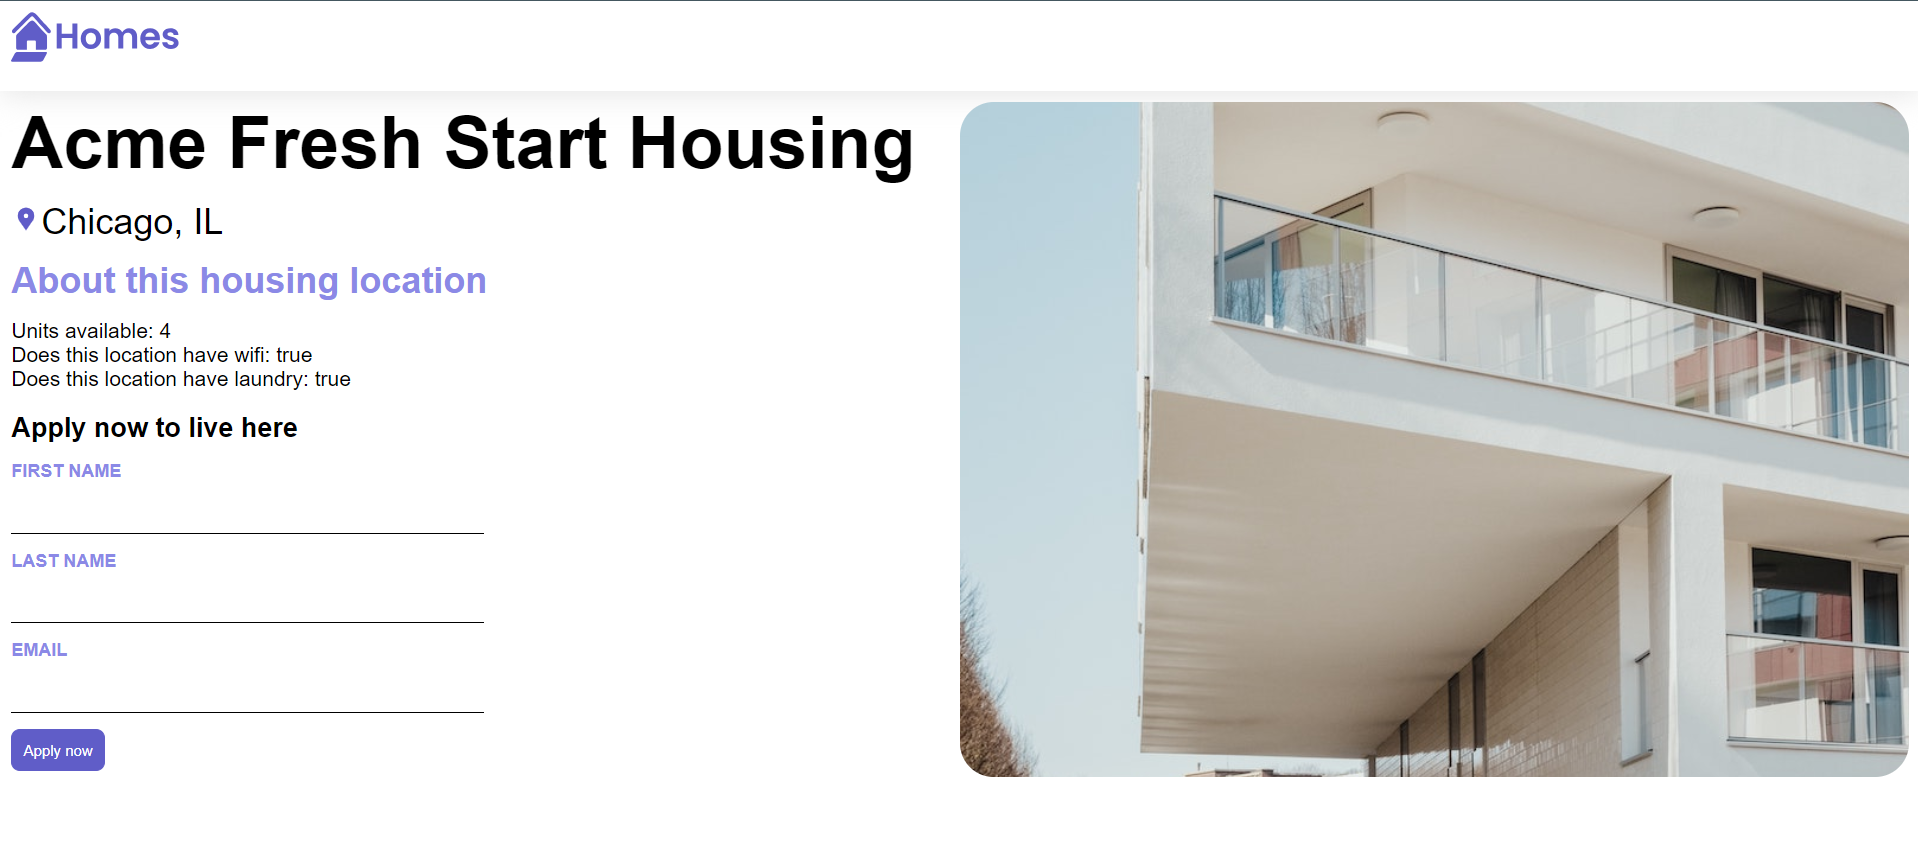 Homes
Acme Fresh Start Housing
Chicago, IL
About this housing location
Units available: 4
Does this location have wifi: true
Does this location have laundry: true
Apply now to live here
FIRST NAME
LAST NAME
EMAIL
Apply now